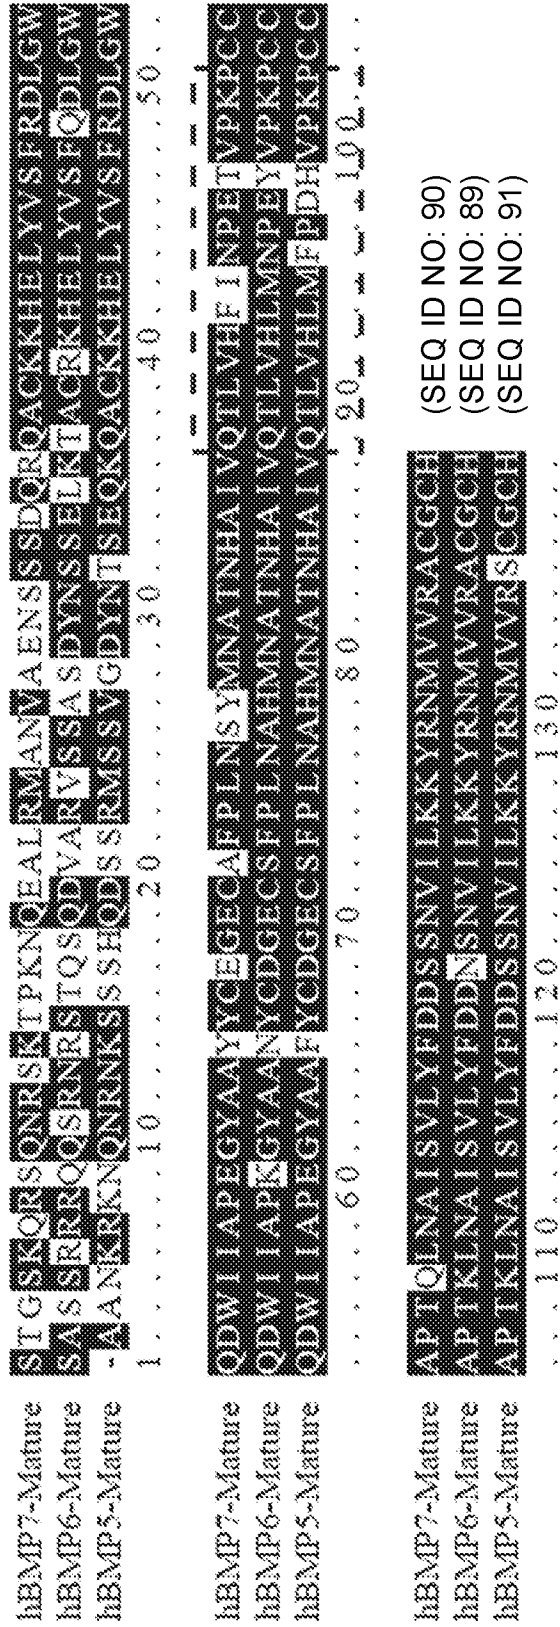 hBMP7-Mature STGSKQRSQNRSKTPKNQEALRMANVAENSSSDQRQACKKHELYVSFRDLGW
hBMP6-Mature SASSRRRQQSRNRSTQSQDVARVSSASDYNSSELKTACRKHELYVSFQDLGW
hBMP5-Mature -AANKRKNQNRNKSSSHQDSSRMSSVGDYNTSEQKQACKKHELYVSFRDLGW
1........10........20........30........40........50..
hBMP7-Mature QDWIIAPEGYAAYYCEGECAFPLNSYMNATNHAIVQTLVHFINPETVPKPCC
hBMP6-Mature QDWIIAPKGYAANYCDGECSFPLNAHMNATNHAIVQTLVHLMNPEYVPKPCC
hBMP5-Mature QDWIIAPEGYAAFYCDGECSFPLNAHMNATNHAIVQTLVHLMFPDHVPKPCC
.......60........70........80........90........100...
hBMP7-Mature APTQLNAISVLYFDDSSNVILKKYRNMVVRACGCH (SEQ ID NO: 90)
hBMP6-Mature APTKLNAISVLYFDDNSNVILKKYRNMVVRACGCH (SEQ ID NO: 89)
hBMP5-Mature APTKLNAISVLYFDDSSNVILKKYRNMVVRSCGCH (SEQ ID NO: 91)
.....110.......120.......130........